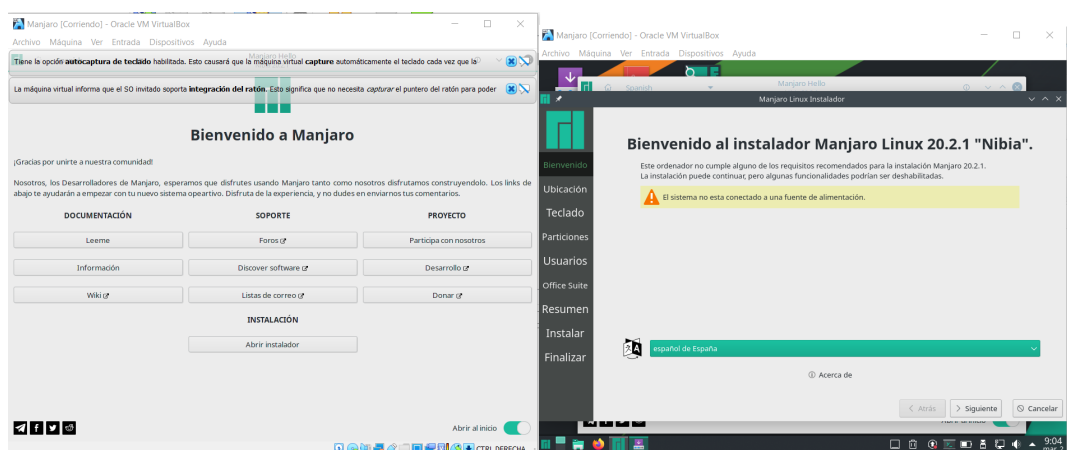 Manjaro [Corriendo] - Oracle VM VirtualBox
Archivo Máquina Ver Entrada Dispositivos Ayuda
Manjaro Hello
Tiene la opción autocaptura de teclado habilitada. Esto causará que la máquina virtual capture automáticamente el teclado cada vez que la
La máquina virtual informa que el SO invitado soporta integración del ratón. Esto significa que no necesita capturar el puntero del ratón para poder
Bienvenido a Manjaro
¡Gracias por unirte a nuestra comunidad!
Nosotros, los Desarrolladores de Manjaro, esperamos que disfrutes usando Manjaro tanto como nosotros disfrutamos construyendolo. Los links de
abajo te ayudarán a empezar con tu nuevo sistema opeartivo. Disfruta de la experiencia, y no dudes en enviarnos tus comentarios.
DOCUMENTACIÓN SOPORTE PROYECTO
Leeme Foros Participa con nosotros
Información Discover software Desarrollo
Wiki Listas de correo Donar
INSTALACIÓN
Abrir instalador
Abrir al inicio
CTRL DERECHA
Manjaro [Corriendo] - Oracle VM VirtualBox
Archivo Máquina Ver Entrada Dispositivos Ayuda
Manjaro Hello
Spanish
Manjaro Linux Instalador
Bienvenido
Ubicación
Teclado
Particiones
Usuarios
Office Suite
Resumen
Instalar
Finalizar
Bienvenido al instalador Manjaro Linux 20.2.1 "Nibia".
Este ordenador no cumple alguno de los requisitos recomendados para la instalación Manjaro 20.2.1.
La instalación puede continuar, pero algunas funcionalidades podrían ser deshabilitadas.
El sistema no esta conectado a una fuente de alimentación.
español de España
Acerca de
Atrás Siguiente Cancelar
Abrir al inicio
9:04